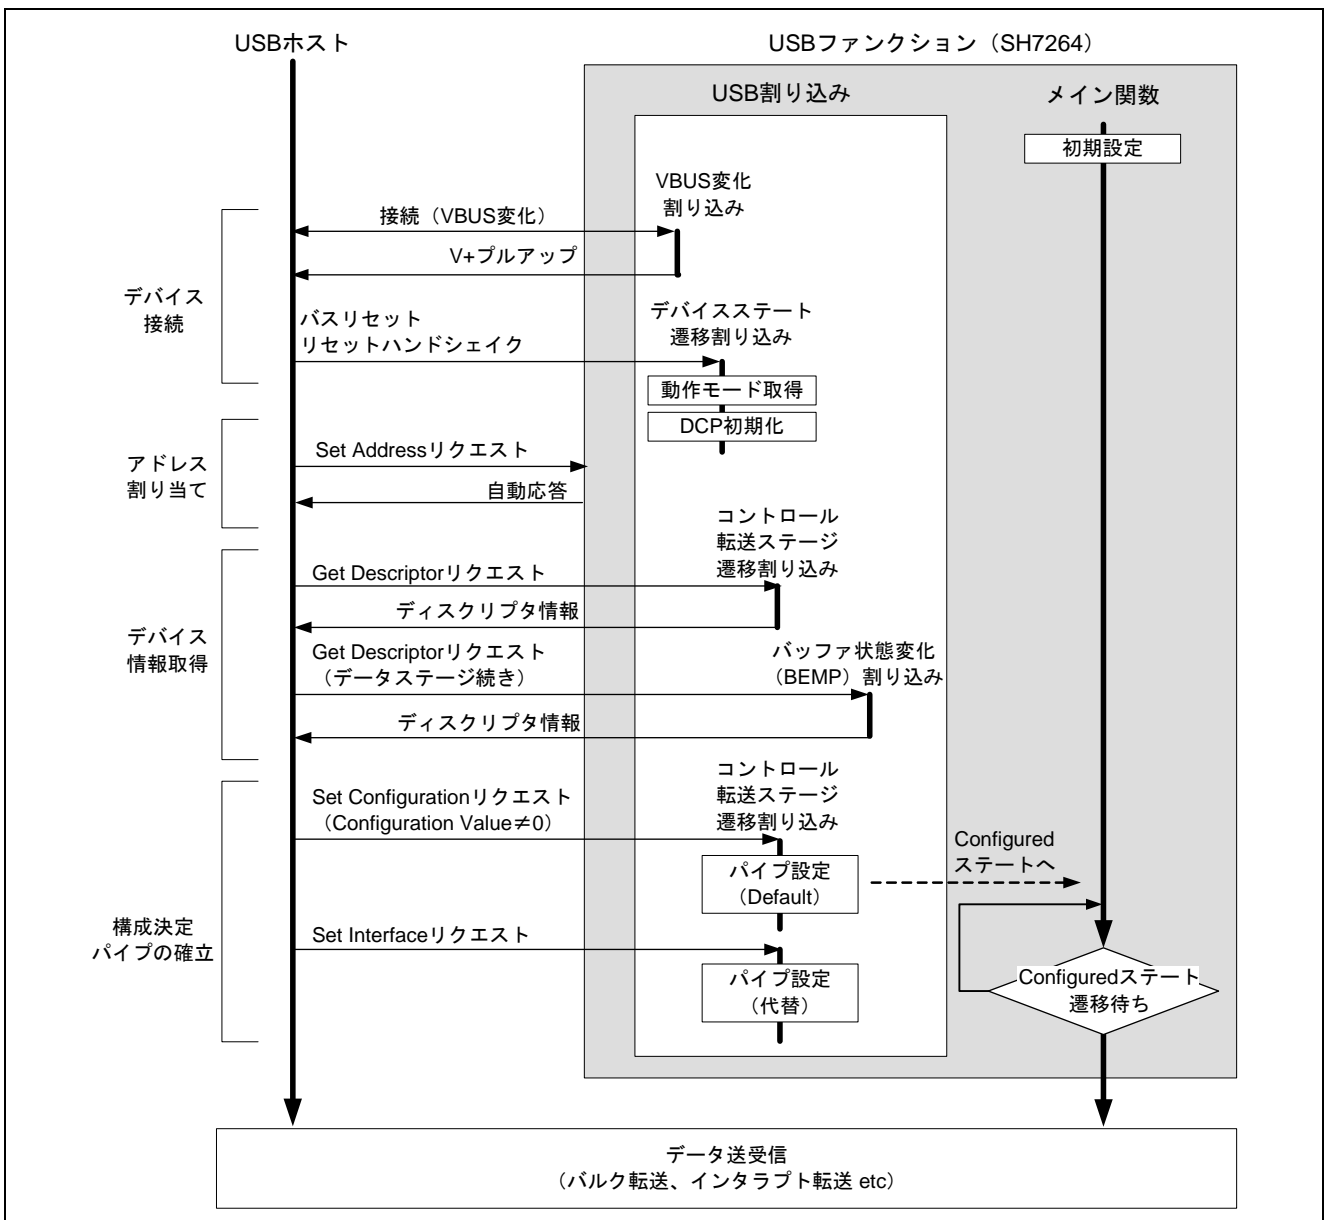 USBホスト
USBファンクション（SH7264）
USB割り込み
メイン関数
初期設定
VBUS変化
割り込み
接続（VBUS変化）
V+プルアップ
デバイス
接続
バスリセット
リセットハンドシェイク
デバイスステート
遷移割り込み
動作モード取得
DCP初期化
アドレス
割り当て
Set Addressリクエスト
自動応答
コントロール
転送ステージ
遷移割り込み
Get Descriptorリクエスト
ディスクリプタ情報
デバイス
情報取得
Get Descriptorリクエスト
（データステージ続き）
バッファ状態変化
（BEMP）割り込み
ディスクリプタ情報
コントロール
転送ステージ
遷移割り込み
Set Configurationリクエスト
（Configuration Value≠0）
パイプ設定
（Default）
Configured
ステートへ
構成決定
パイプの確立
Set Interfaceリクエスト
パイプ設定
（代替）
Configuredステート
遷移待ち
データ送受信
（バルク転送、インタラプト転送 etc）